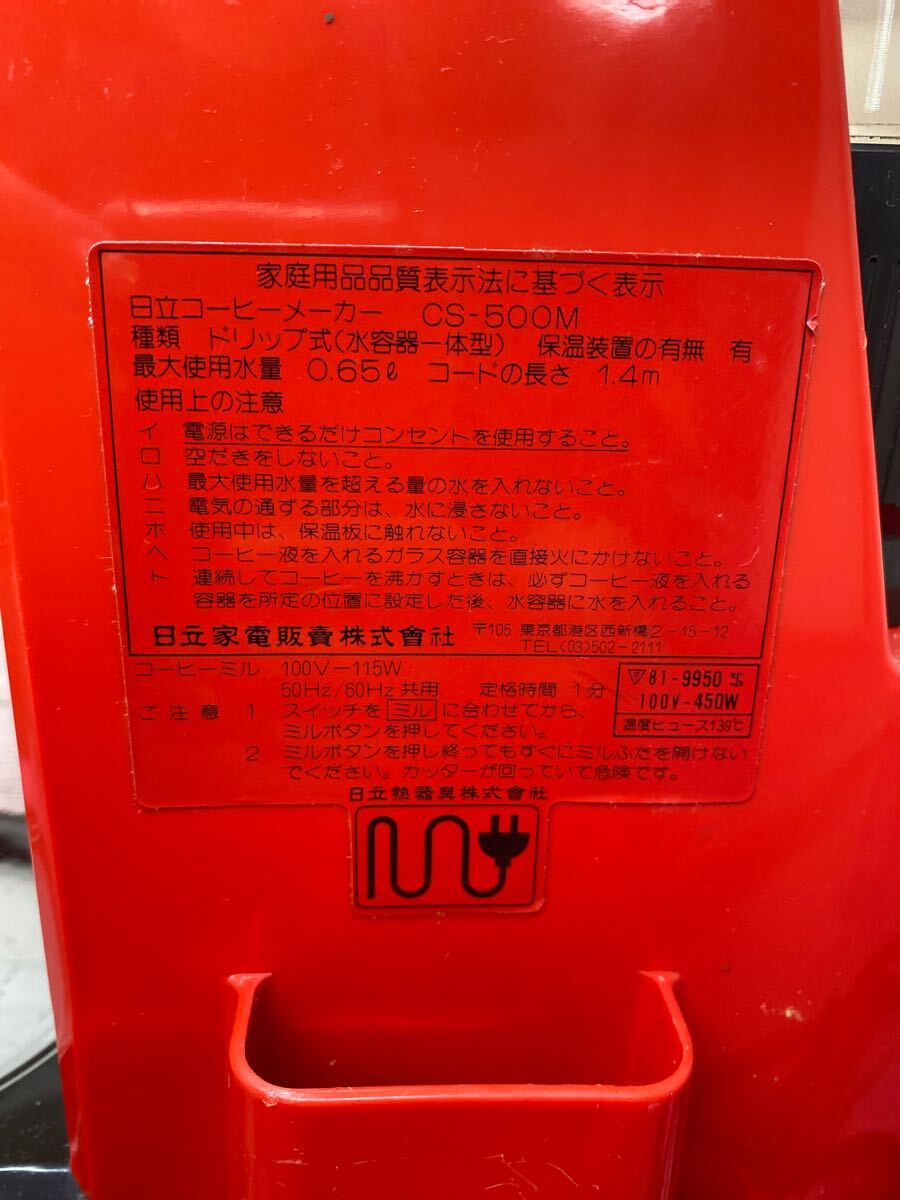 家庭用品品質表示法に基づく表示
日立コーヒーメーカー CS-500M
種類 ドリップ式(水容器一体型) 保温装置の有無 有
最大使用水量 0.65ℓ コードの長さ 1.4m
使用上の注意
イ 電源はできるだけコンセントを使用すること。
ロ 空だきをしないこと。
ハ 最大使用水量を超える量の水を入れないこと。
ニ 電気の通ずる部分は、水に浸さないこと。
ホ 使用中は、保温板に触れないこと。
ヘ コーヒー液を入れるガラス容器を直接火にかけないこと。
ト 連続してコーヒーを沸かすときは、必ずコーヒー液を入れる
容器を所定の位置に設定した後、水容器に水を入れること。
日立家電販賣株式會社 〒105 東京都港区西新橋2-15-12
TEL(03)502-2111
コーヒーミル 100V-115W
50Hz/60Hz共用 定格時間 1分
▽81-9950
100V-450W
温度ヒューズ139℃
ご注意 1 スイッチをミルに合わせてから、
ミルボタンを押してください。
2 ミルボタンを押し終ってもすぐにミルふたを開けない
でください。カッターが回っていて危険です。
日立熱器具株式會社